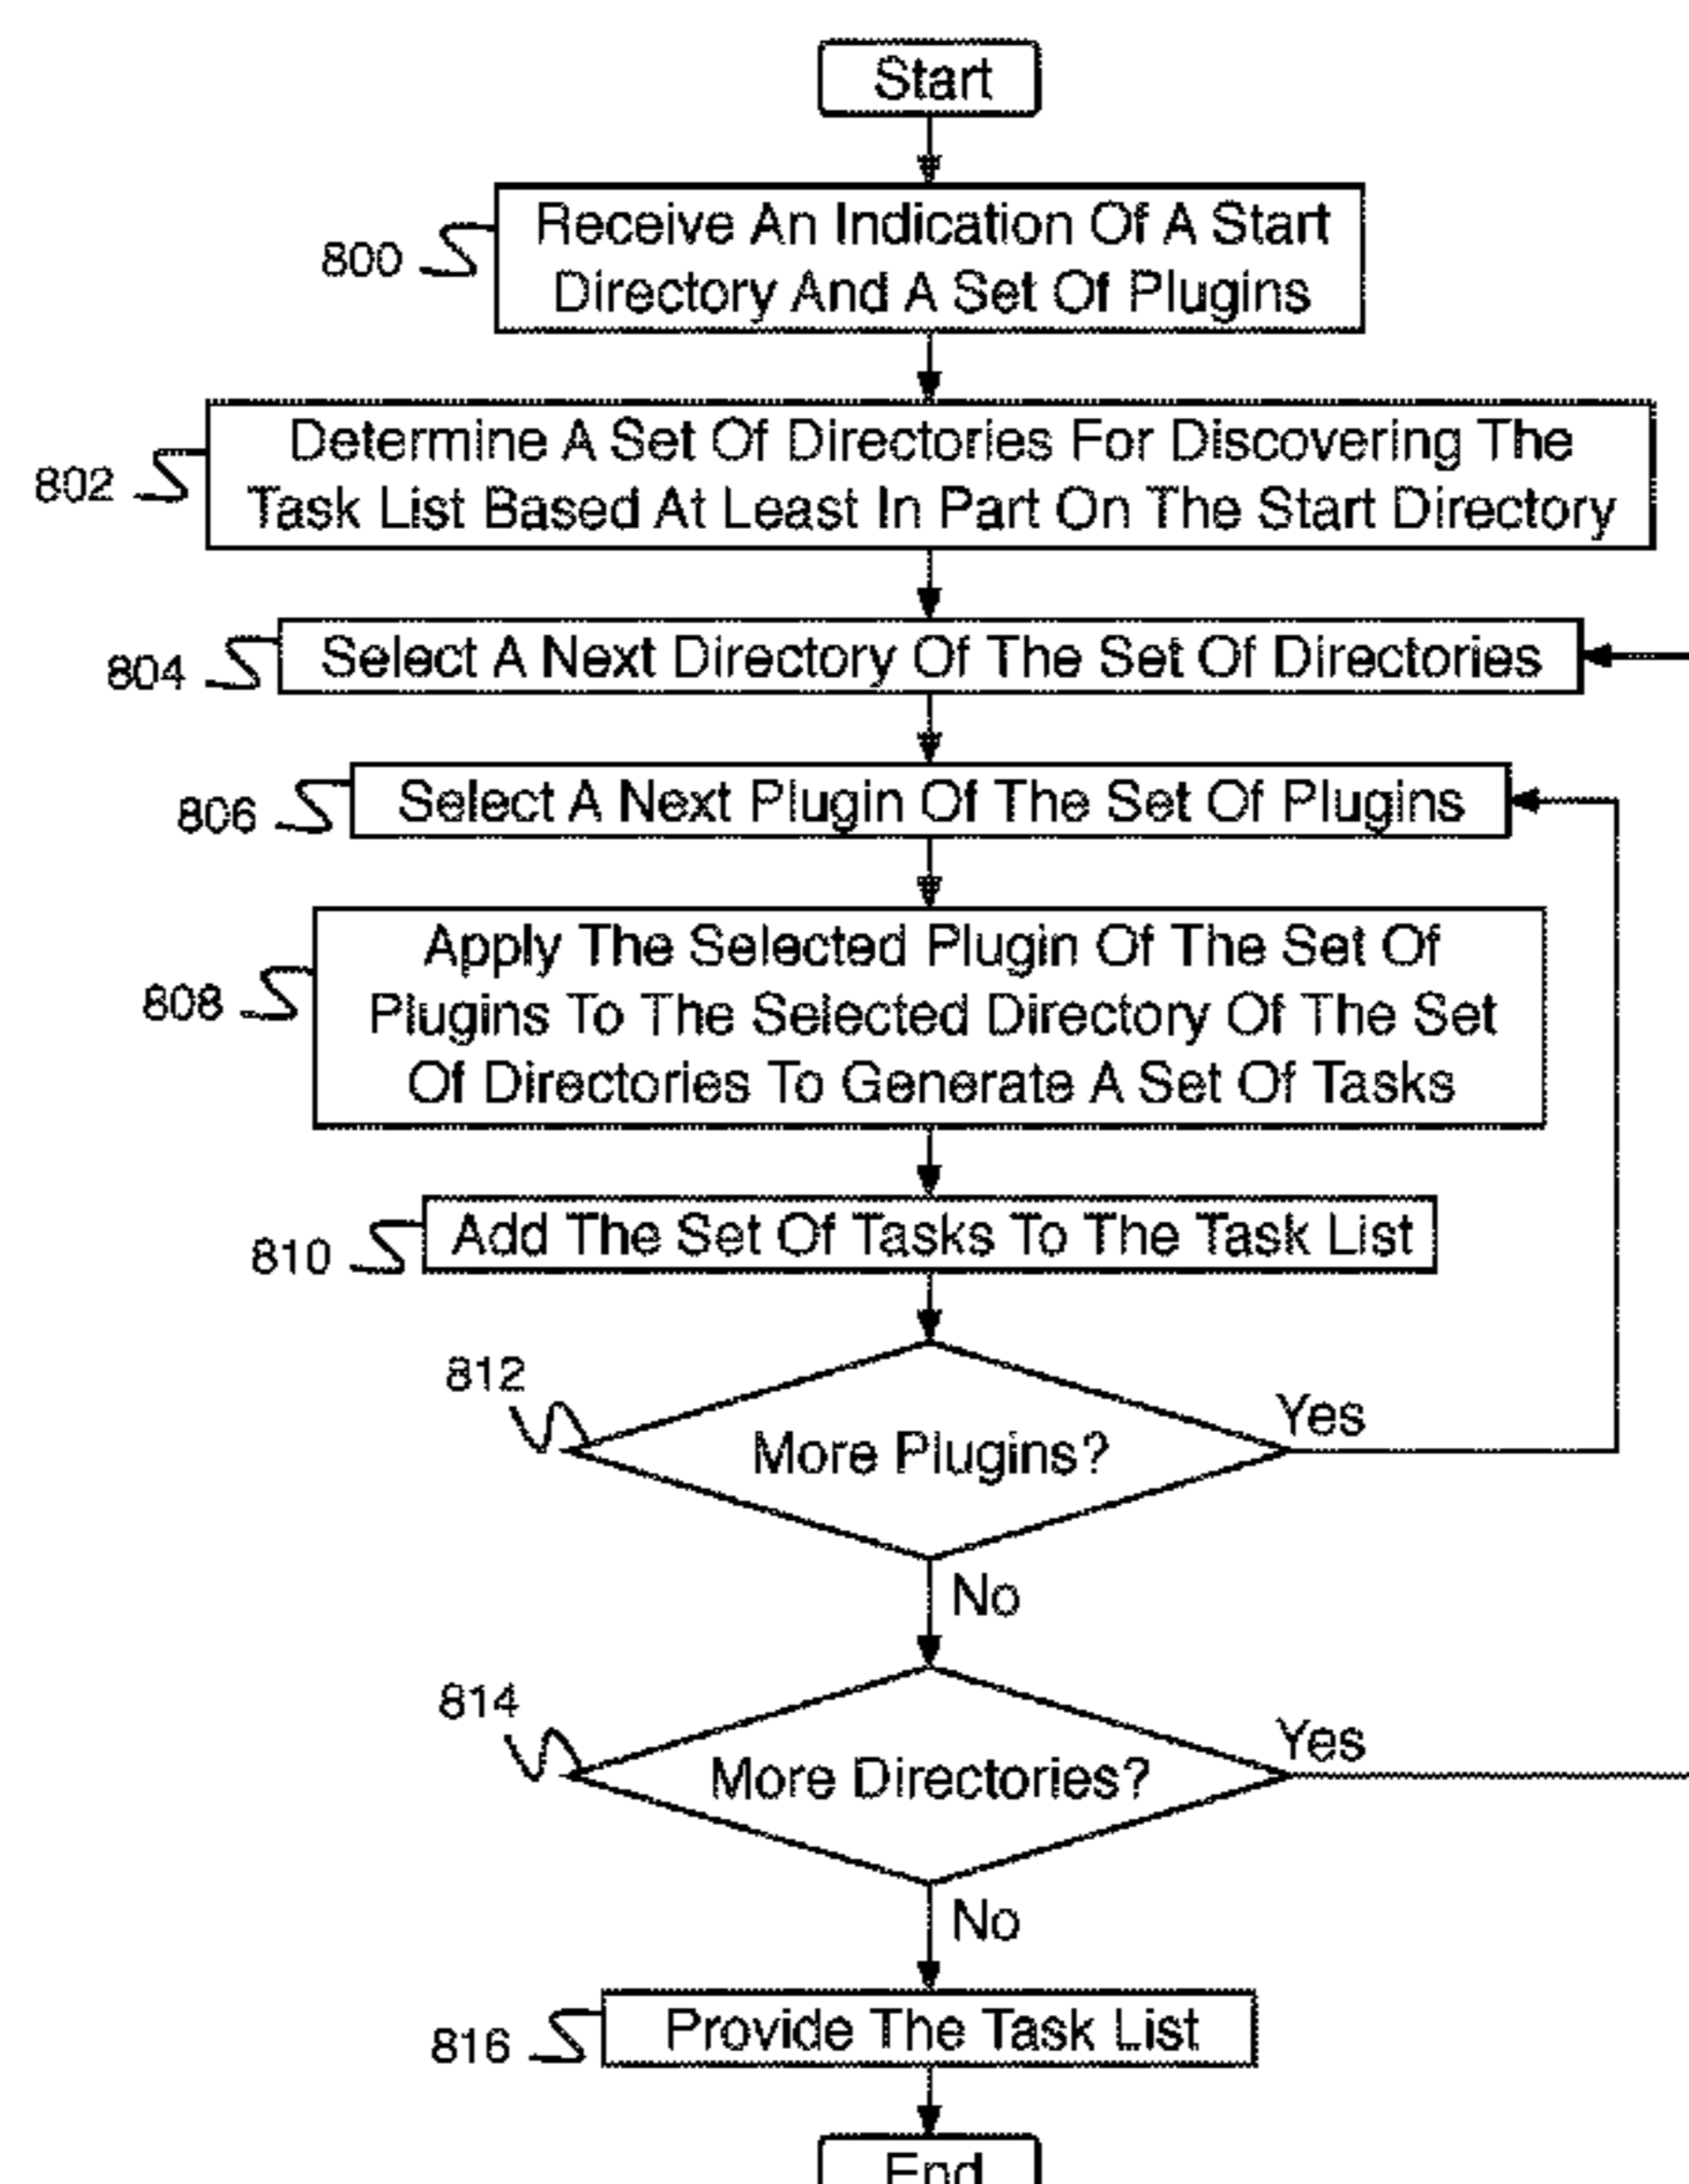 Start
800
Receive An Indication Of A Start
Directory And A Set Of Plugins
802
Determine A Set Of Directories For Discovering The
Task List Based At Least In Part On The Start Directory
804
Select A Next Directory Of The Set Of Directories
806
Select A Next Plugin Of The Set Of Plugins
808
Apply The Selected Plugin Of The Set Of
Plugins To The Selected Directory Of The Set
Of Directories To Generate A Set Of Tasks
810
Add The Set Of Tasks To The Task List
812
More Plugins?
Yes
No
814
More Directories?
Yes
No
816
Provide The Task List
End